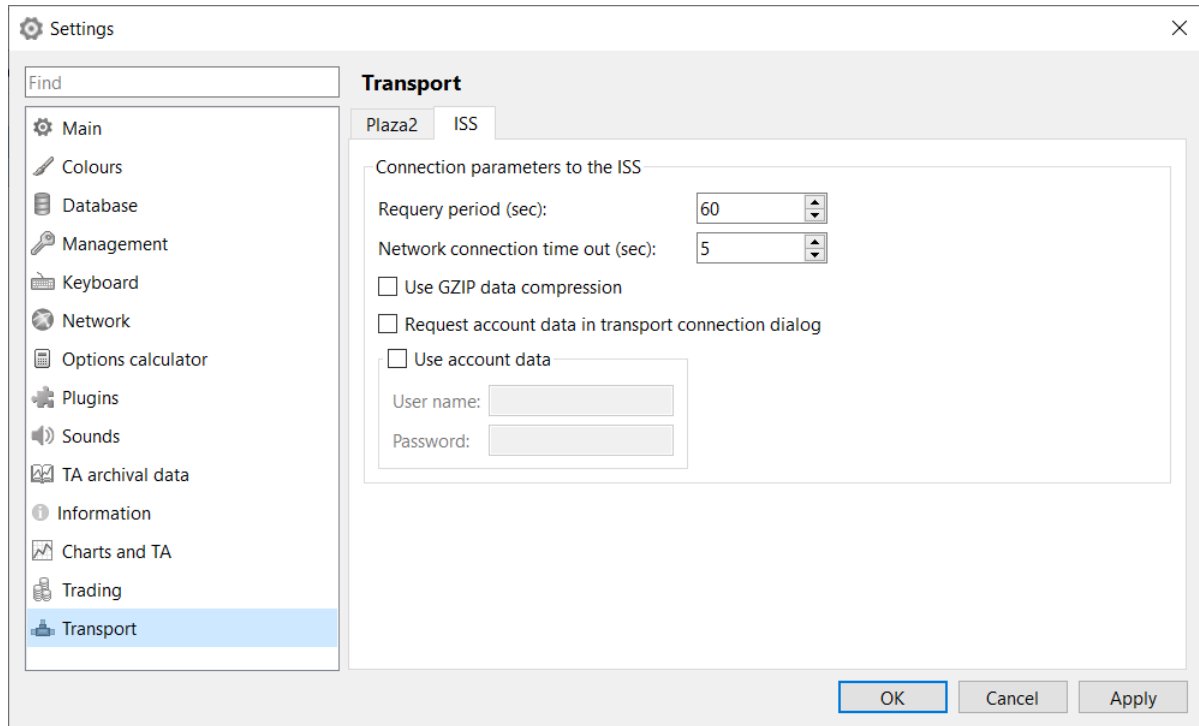 Settings
Find
Main
Colours
Database
Management
Keyboard
Network
Options calculator
Plugins
Sounds
TA archival data
Information
Charts and TA
Trading
Transport
Transport
Plaza2 ISS
Connection parameters to the ISS
Requery period (sec): 60
Network connection time out (sec): 5
Use GZIP data compression
Request account data in transport connection dialog
Use account data
User name:
Password:
OK Cancel Apply